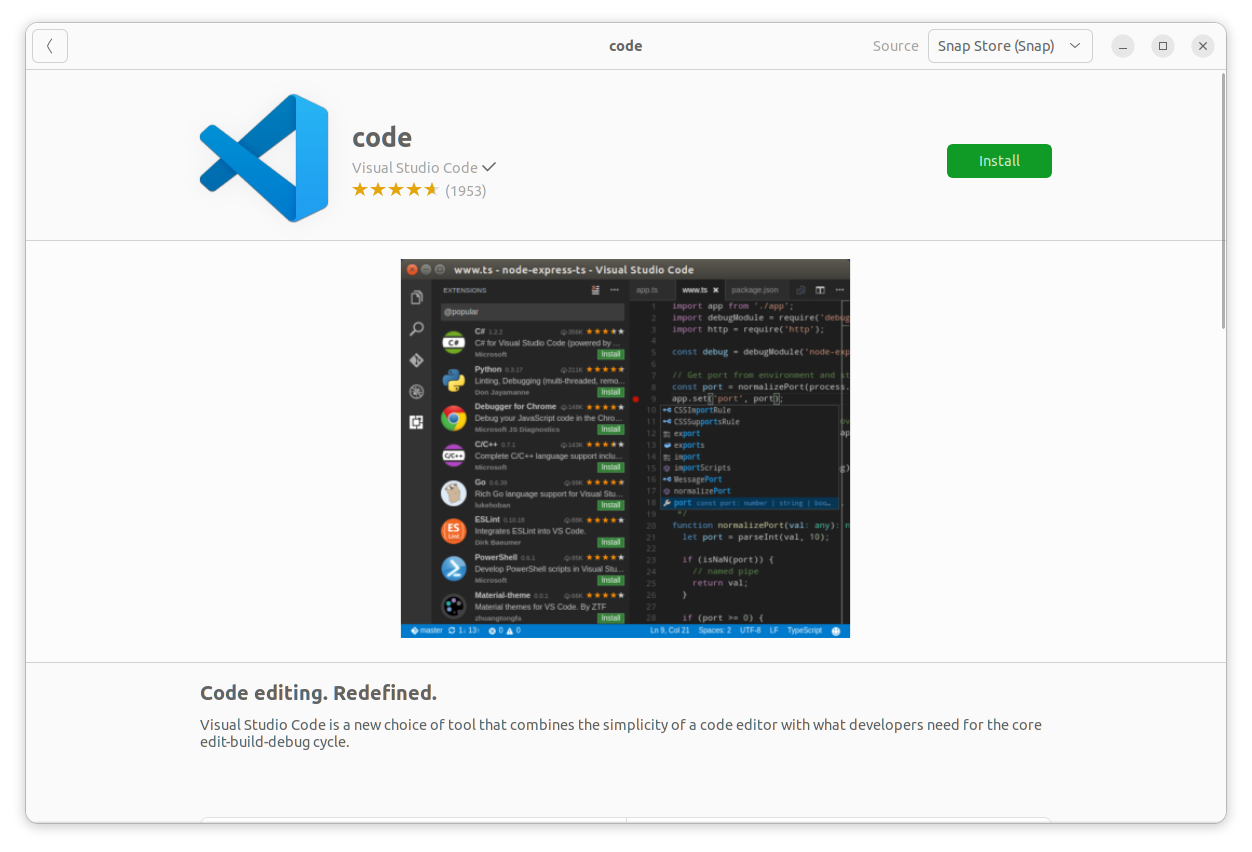 code
Source
Snap Store (Snap)
code
Visual Studio Code
(1953)
Install
www.ts - node-express-ts - Visual Studio Code
EXTENSIONS
@popular
C# 1.2.2 356K
C# for Visual Studio Code (powered by ...
Microsoft Install
Python 0.3.17 211K
Linting, Debugging (multi-threaded, remo...
Don Jayamanne Install
Debugger for Chrome 148K
Debug your JavaScript code in the Chro...
Microsoft JS Diagnostics Install
C/C++ 0.7.1 143K
Complete C/C++ language support inclu...
Microsoft Install
Go 0.6.39 99K
Rich Go language support for Visual Stu...
lukehoban Install
ESLint 0.10.18 88K
Integrates ESLint into VS Code.
Dirk Baeumer Install
PowerShell 0.6.1 85K
Develop PowerShell scripts in Visual Stu...
Microsoft Install
Material-theme 0.0.1 66K
Material themes for VS Code. By ZTF
zhuangtongfa Install
app.ts www.ts package.json
1 import app from './app';
2 import debugModule = require('debug
3 import http = require('http');
4
5 const debug = debugModule('node-exp
6
7 // Get port from environment and st
8 const port = normalizePort(process.
9 app.set('port', port);
10 CSSImportRule
11 CSSSupportsRule
12 export
13 exports
14 import
15 importScripts
16 MessagePort
17 normalizePort
18 port const port: number | string | boo...
19 */
20 function normalizePort(val: any): n
21 let port = parseInt(val, 10);
22
23 if (isNaN(port)) {
24 // named pipe
25 return val;
26 }
27
28 if (port >= 0) {
master 1↓ 13↑ 0 0
Ln 9, Col 21 Spaces: 2 UTF-8 LF TypeScript
Code editing. Redefined.
Visual Studio Code is a new choice of tool that combines the simplicity of a code editor with what developers need for the core
edit-build-debug cycle.